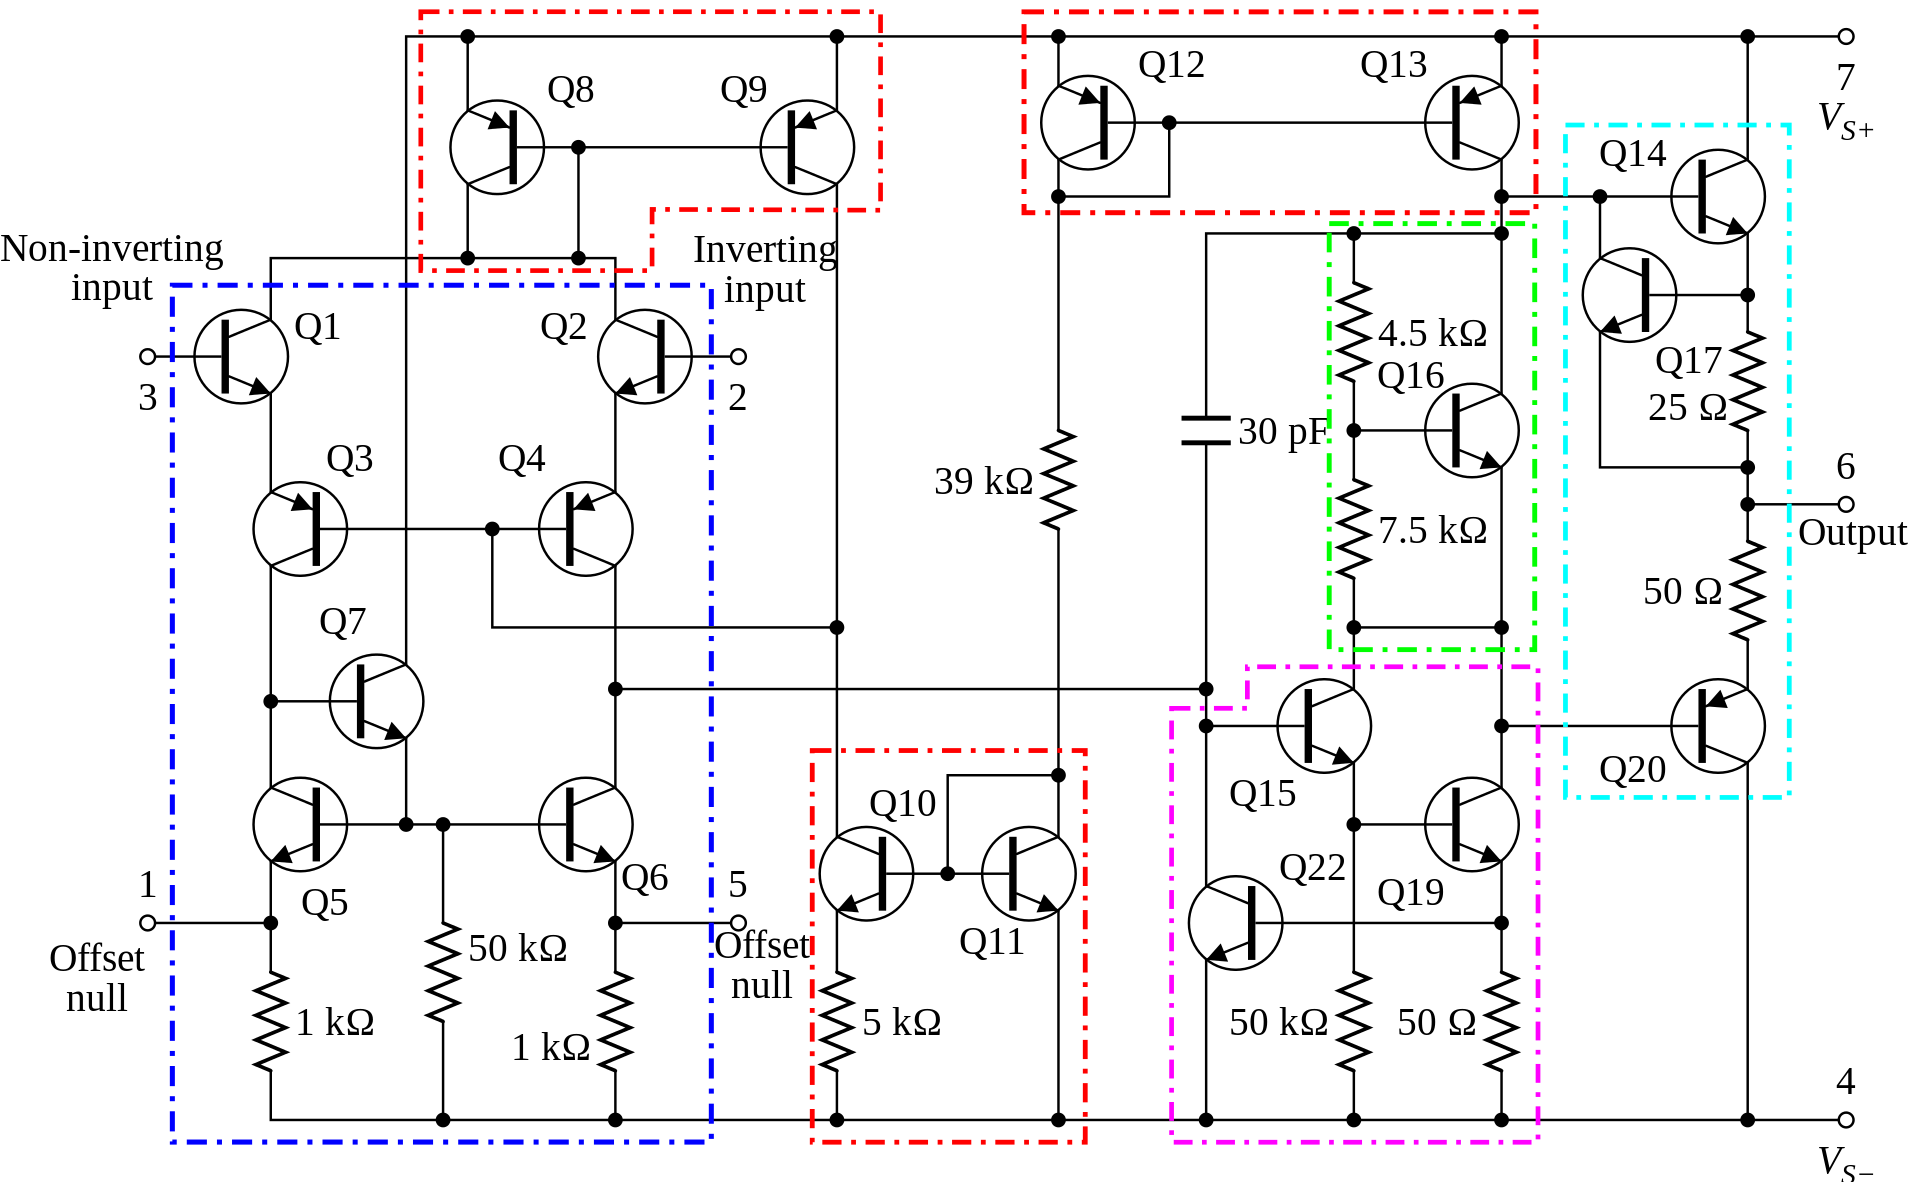 Q8
Q9
Q12
Q13
7
V_S+
Q14
Non-inverting
input
Inverting
input
Q1
Q2
3
2
4.5 kΩ
Q16
Q17
25 Ω
30 pF
Q3
Q4
39 kΩ
6
Output
7.5 kΩ
50 Ω
Q7
Q15
Q20
Q10
Q22
Q19
1
Q5
Q6
5
Offset
null
50 kΩ
Offset
null
Q11
1 kΩ
1 kΩ
5 kΩ
50 kΩ
50 Ω
4
V_S−